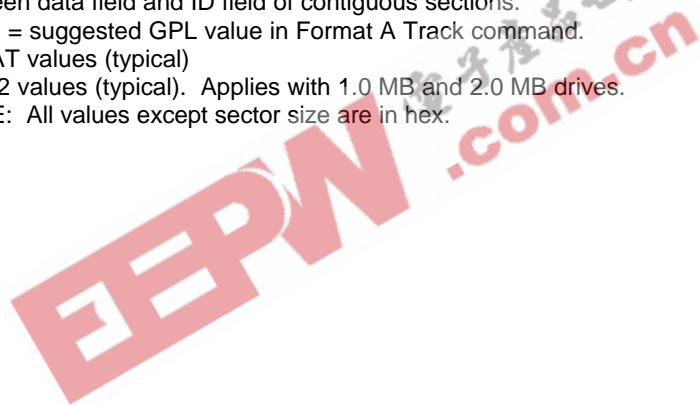 een data field and ID field of contiguous sections.
= suggested GPL value in Format A Track command.
AT values (typical)
2 values (typical). Applies with 1.0 MB and 2.0 MB drives.
E: All values except sector size are in hex.
EEPW
.com.cn